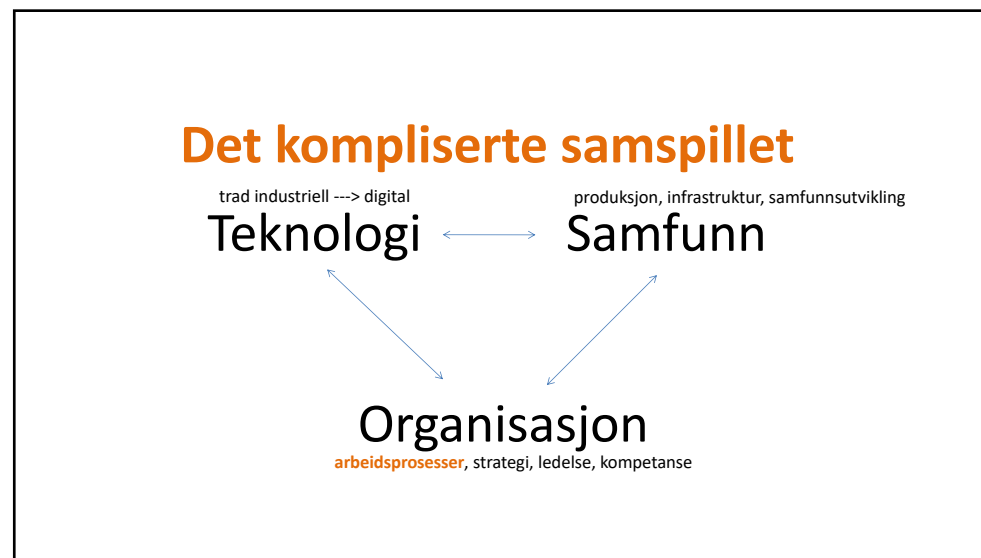 Det kompliserte samspillet
trad industriell ---> digital
Teknologi
produksjon, infrastruktur, samfunnsutvikling
Samfunn
Organisasjon
arbeidsprosesser, strategi, ledelse, kompetanse